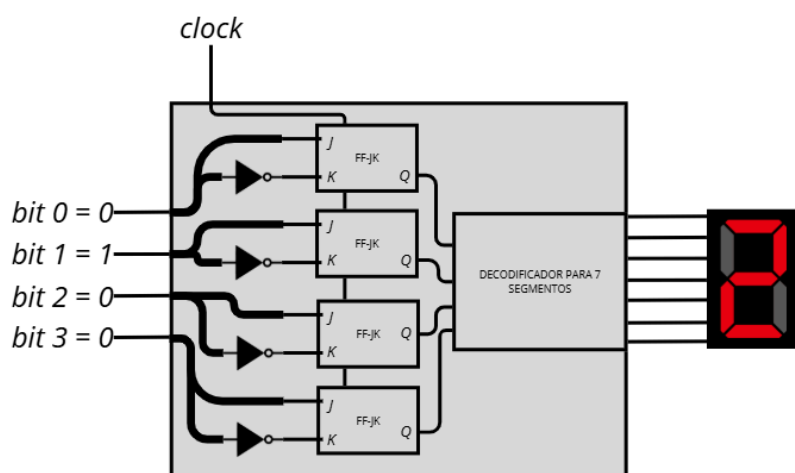 clock
J
FF-JK
K
Q
bit 0 = 0
J
FF-JK
bit 1 = 1
K
Q
DECODIFICADOR PARA 7
SEGMENTOS
bit 2 = 0
J
FF-JK
Q
bit 3 = 0
K
J
FF-JK
Q
K
2